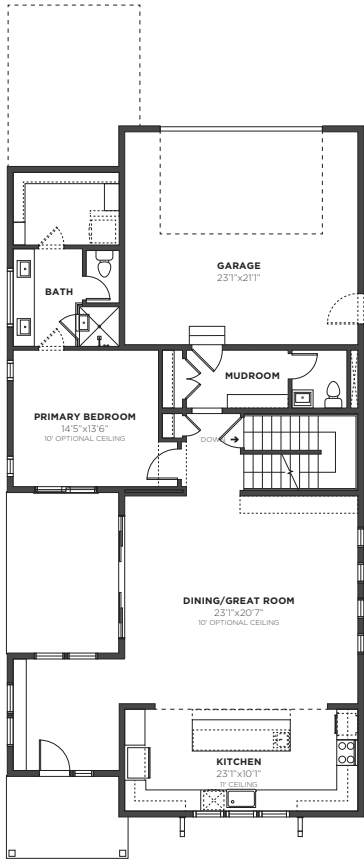 GARAGE
23'1"x21'1"
BATH
MUDROOM
PRIMARY BEDROOM
14'5"x13'6"
10' OPTIONAL CEILING
DOWN
DINING/GREAT ROOM
23'1"x20'7"
10' OPTIONAL CEILING
KITCHEN
23'1"x10'1"
11' CEILING